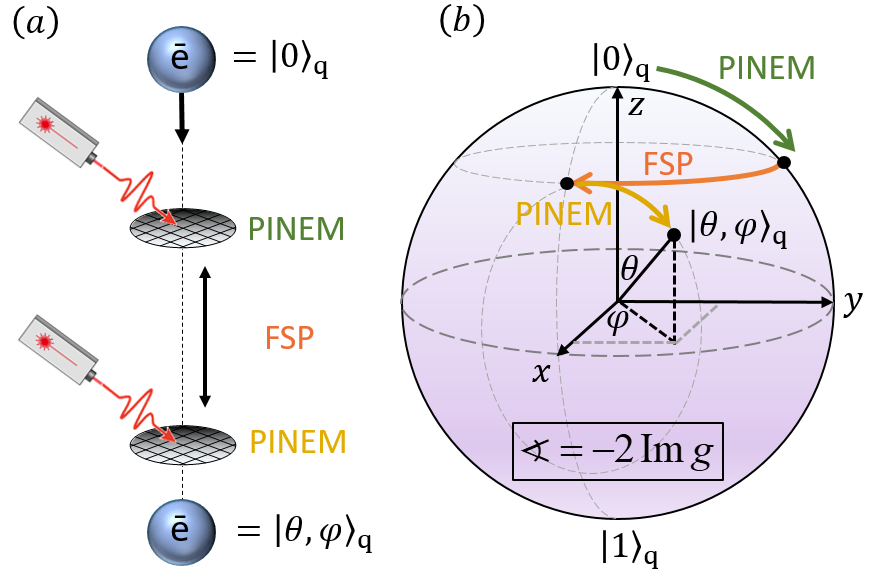 (a)
ē = |0⟩q
PINEM
FSP
PINEM
ē = |θ, φ⟩q
(b)
|0⟩q
PINEM
z
FSP
PINEM
|θ, φ⟩q
θ
φ
y
x
∢ = −2 Im g
|1⟩q